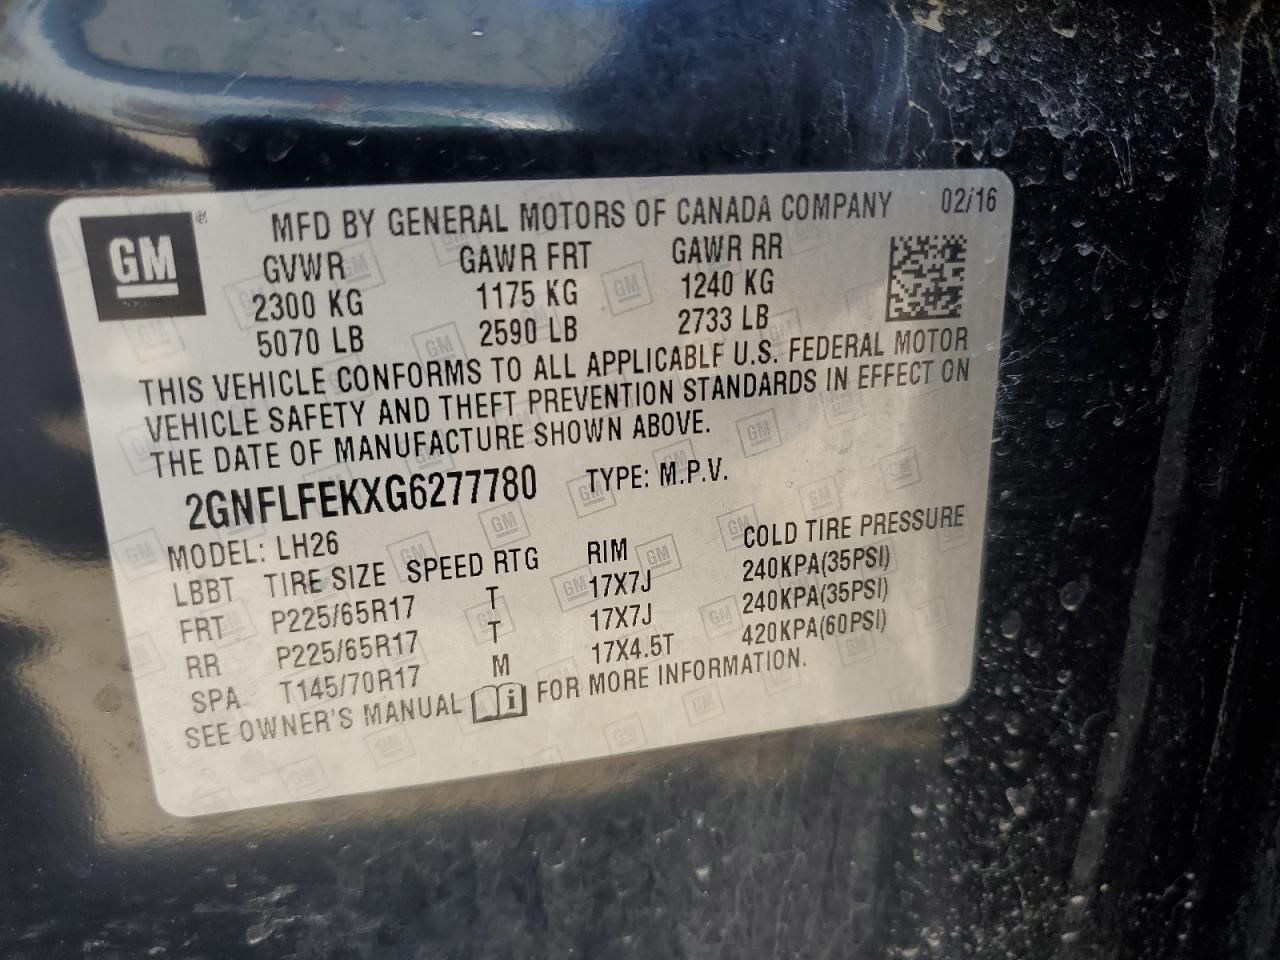 GM ® MFD BY GENERAL MOTORS OF CANADA COMPANY 02/16
GVWR GAWR FRT GAWR RR
2300 KG 1175 KG 1240 KG
5070 LB 2590 LB 2733 LB
THIS VEHICLE CONFORMS TO ALL APPLICABLE U.S. FEDERAL MOTOR
VEHICLE SAFETY AND THEFT PREVENTION STANDARDS IN EFFECT ON
THE DATE OF MANUFACTURE SHOWN ABOVE.
2GNFLFEKXG6277780 TYPE: M.P.V.
MODEL: LH26
LBBT TIRE SIZE SPEED RTG RIM COLD TIRE PRESSURE
FRT P225/65R17 T 17X7J 240KPA(35PSI)
RR P225/65R17 T 17X7J 240KPA(35PSI)
SPA T145/70R17 M 17X4.5T 420KPA(60PSI)
SEE OWNER'S MANUAL i FOR MORE INFORMATION.